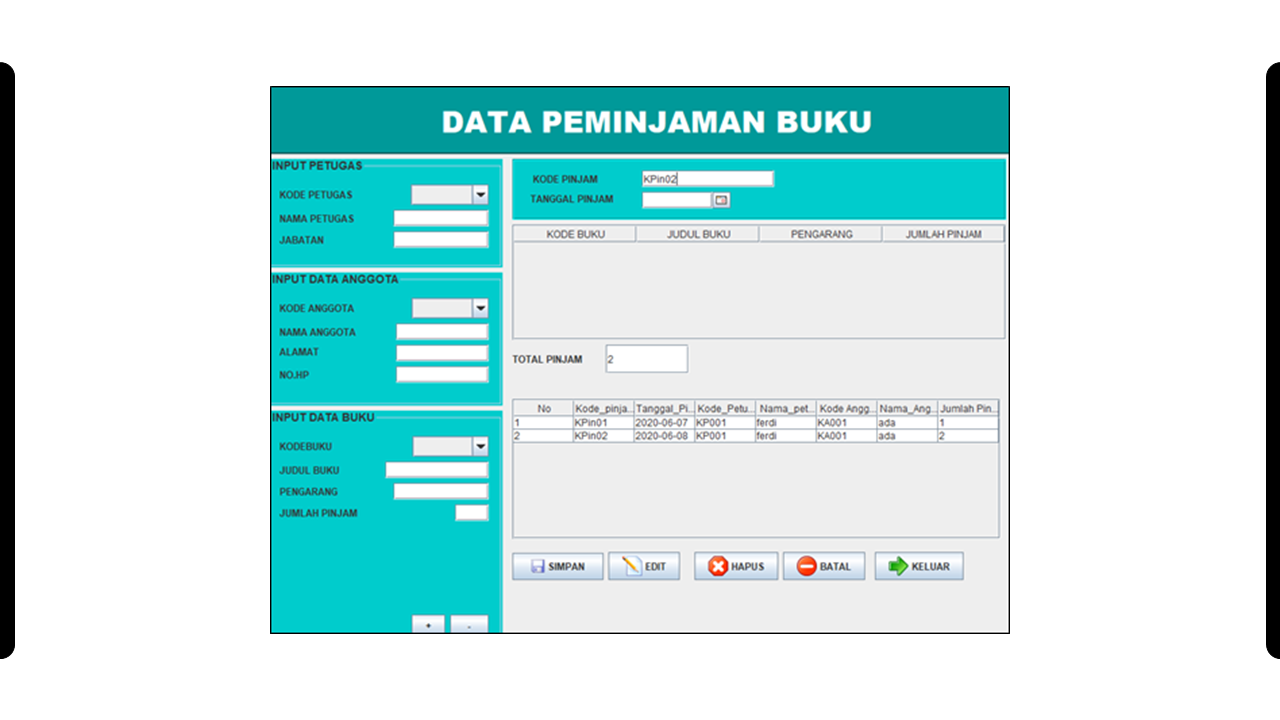 DATA PEMINJAMAN BUKU
INPUT PETUGAS
KODE PETUGAS
NAMA PETUGAS
JABATAN
INPUT DATA ANGGOTA
KODE ANGGOTA
NAMA ANGGOTA
ALAMAT
NO.HP
INPUT DATA BUKU
KODEBUKU
JUDUL BUKU
PENGARANG
JUMLAH PINJAM
+ -
KODE PINJAM KPin02
TANGGAL PINJAM
KODE BUKU JUDUL BUKU PENGARANG JUMLAH PINJAM
TOTAL PINJAM 2
No Kode_pinja... Tanggal_Pi... Kode_Petu... Nama_pet... Kode Angg... Nama_Ang... Jumlah Pin...
1 KPin01 2020-06-07 KP001 ferdi KA001 ada 1
2 KPin02 2020-06-08 KP001 ferdi KA001 ada 2
SIMPAN EDIT HAPUS BATAL KELUAR